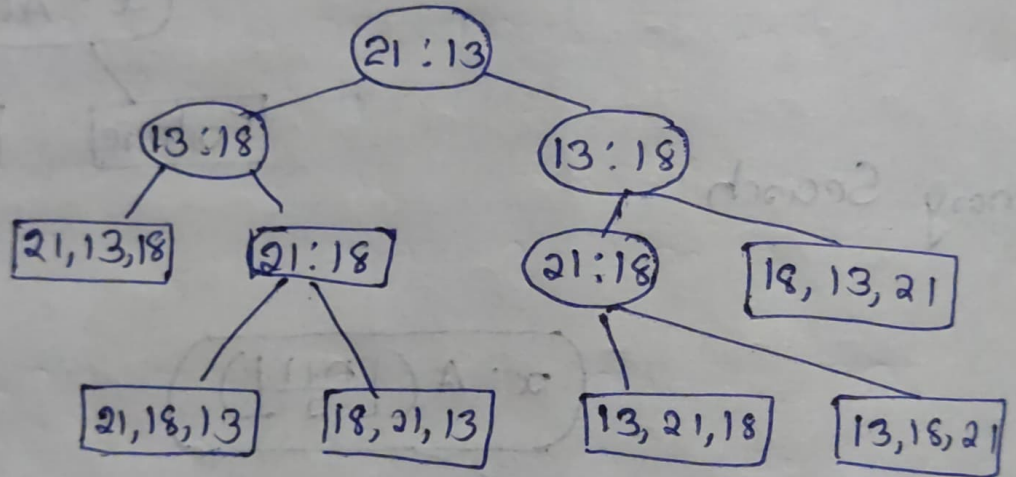 21 : 13
13 : 18
13 : 18
21, 13, 18
21 : 18
21 : 18
18, 13, 21
21, 18, 13
18, 21, 13
13, 21, 18
13, 18, 21